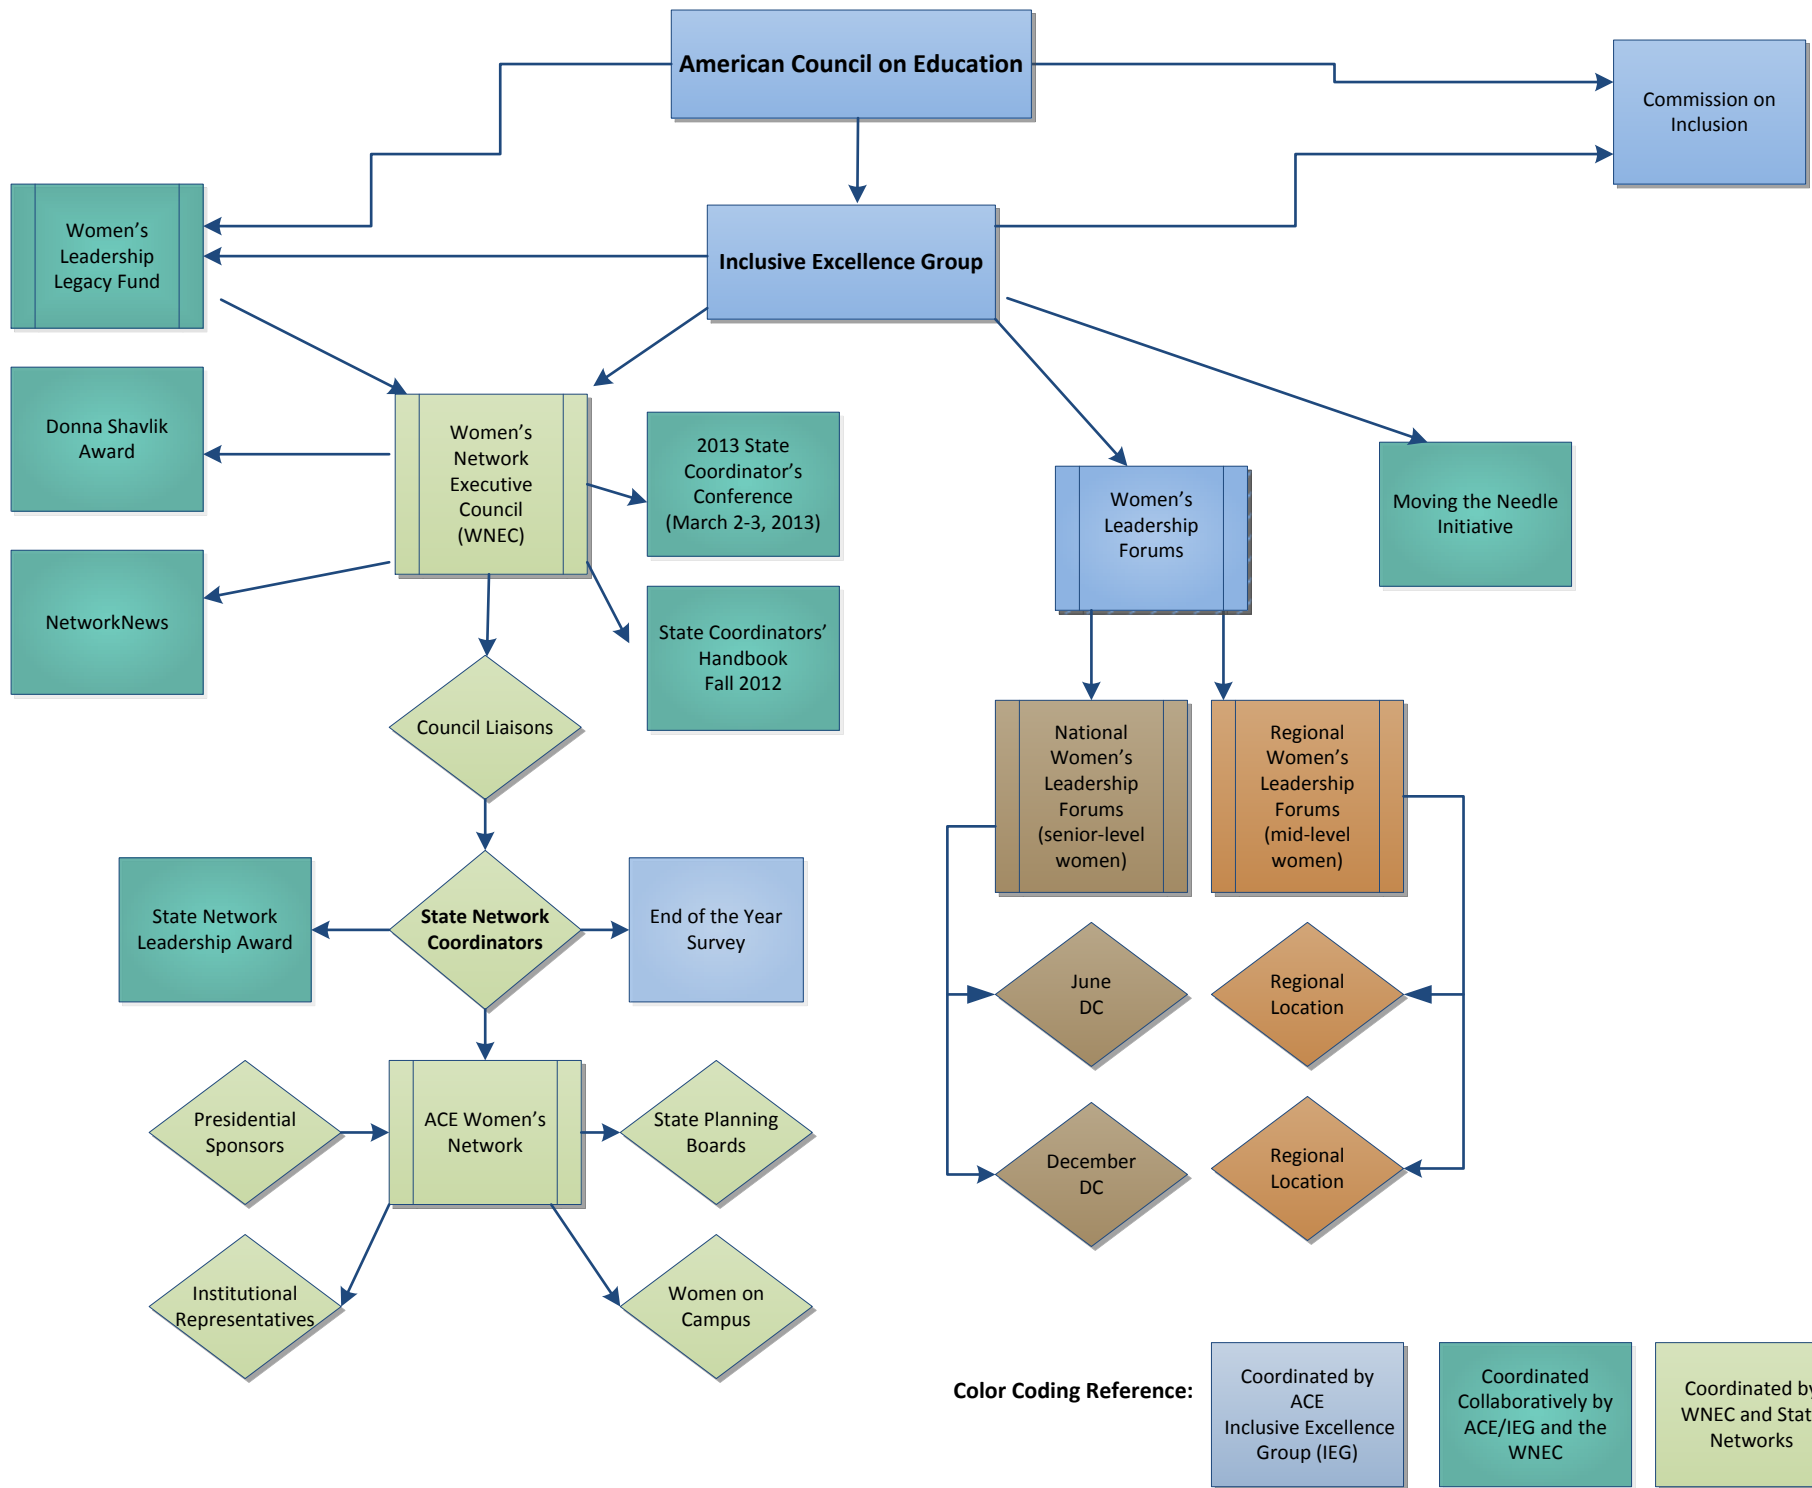 American Council on Education
Commission on
Inclusion
Women’s
Leadership
Legacy Fund
Inclusive Excellence Group
Donna Shavlik
Award
Women’s
Network
Executive
Council
(WNEC)
2013 State
Coordinator’s
Conference
(March 2-3, 2013)
Women’s
Leadership
Forums
Moving the Needle
Initiative
NetworkNews
State Coordinators’
Handbook
Fall 2012
Council Liaisons
National
Women’s
Leadership
Forums
(senior-level
women)
Regional
Women’s
Leadership
Forums
(mid-level
women)
State Network
Leadership Award
State Network
Coordinators
End of the Year
Survey
June
DC
Regional
Location
Presidential
Sponsors
ACE Women’s
Network
State Planning
Boards
December
DC
Regional
Location
Institutional
Representatives
Women on
Campus
Color Coding Reference:
Coordinated by
ACE
Inclusive Excellence
Group (IEG)
Coordinated
Collaboratively by
ACE/IEG and the
WNEC
Coordinated by
WNEC and Stat
Networks